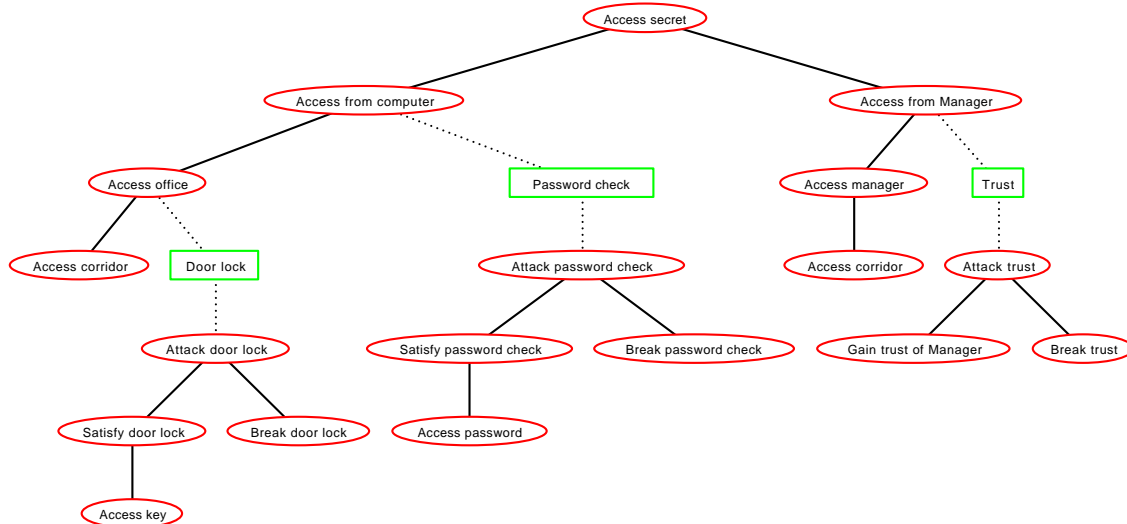 Access secret
Access from computer
Access from Manager
Access office
Password check
Access manager
Trust
Access corridor
Door lock
Attack password check
Access corridor
Attack trust
Attack door lock
Satisfy password check
Break password check
Gain trust of Manager
Break trust
Satisfy door lock
Break door lock
Access password
Access key